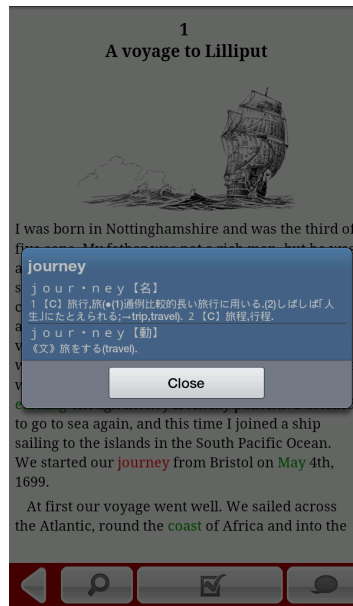 1
A voyage to Lilliput
I was born in Nottinghamshire and was the third of
journey
ｊｏｕｒ・ｎｅｙ【名】
１【C】旅行,旅(●(1)通例比較的長い旅行に用いる.(2)しばしば「人
生」にたとえられる;→trip,travel). ２【C】旅程,行程.
ｊｏｕｒ・ｎｅｙ【動】
《文》旅をする(travel).
Close
to go to sea again, and this time I joined a ship
sailing to the islands in the South Pacific Ocean.
We started our journey from Bristol on May 4th,
1699.
At first our voyage went well. We sailed across
the Atlantic, round the coast of Africa and into the